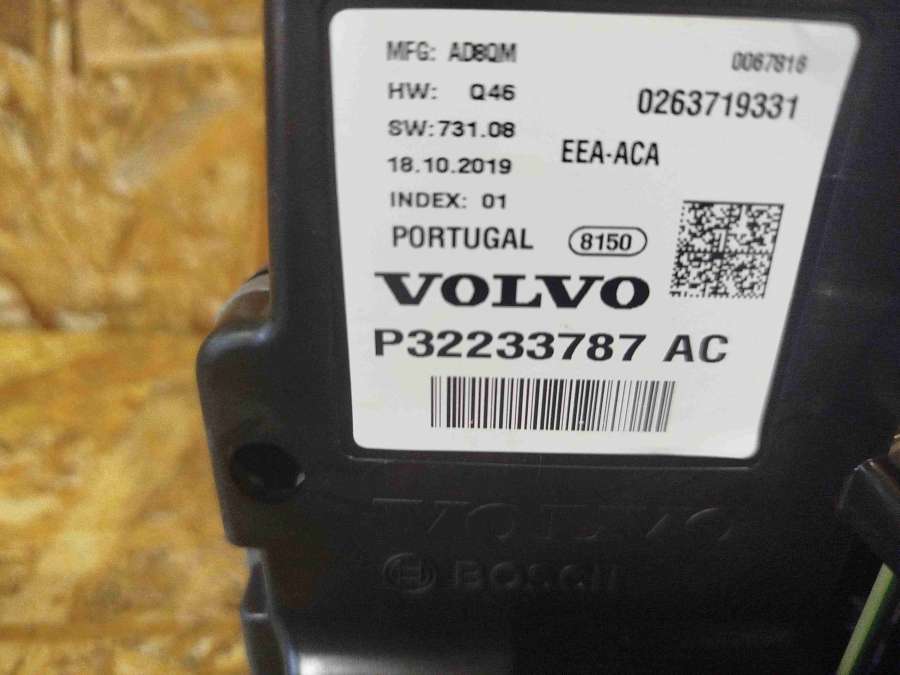 MFG: AD8QM
0067816
HW: Q46
0263719331
SW:731.08
EEA-ACA
18.10.2019
INDEX: 01
PORTUGAL 8150
VOLVO
P32233787 AC
VOLVO
BOSCH